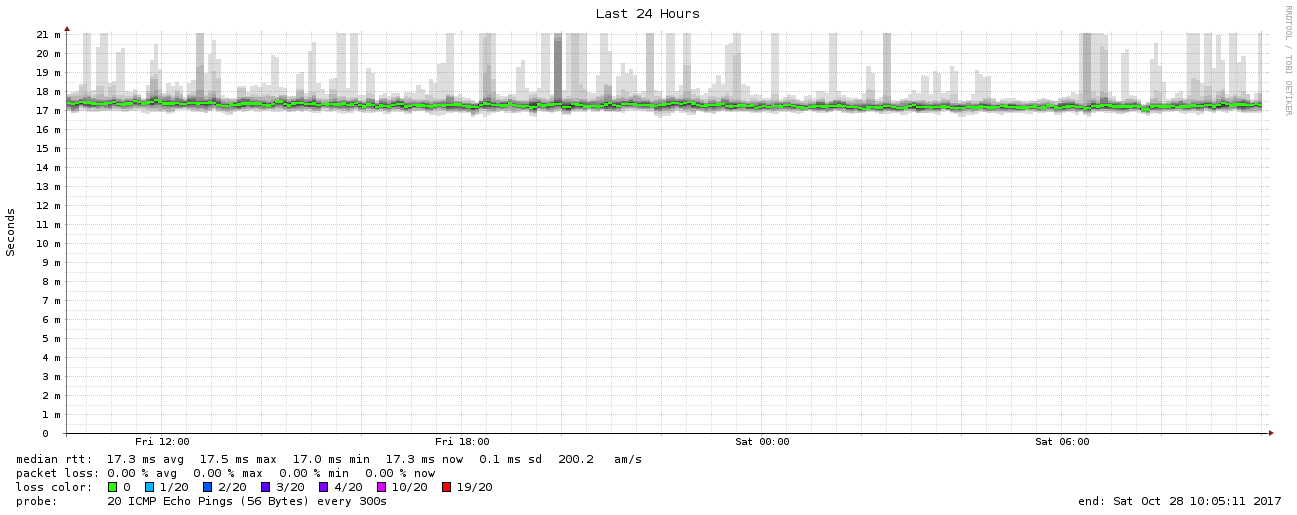 Last 24 Hours
RRDTOOL / TOBI OETIKER
Seconds
21 m
20 m
19 m
18 m
17 m
16 m
15 m
14 m
13 m
12 m
11 m
10 m
9 m
8 m
7 m
6 m
5 m
4 m
3 m
2 m
1 m
0
Fri 12:00 Fri 18:00 Sat 00:00 Sat 06:00
median rtt: 17.3 ms avg 17.5 ms max 17.0 ms min 17.3 ms now 0.1 ms sd 200.2 am/s
packet loss: 0.00 % avg 0.00 % max 0.00 % min 0.00 % now
loss color: 0 1/20 2/20 3/20 4/20 10/20 19/20
probe: 20 ICMP Echo Pings (56 Bytes) every 300s end: Sat Oct 28 10:05:11 2017